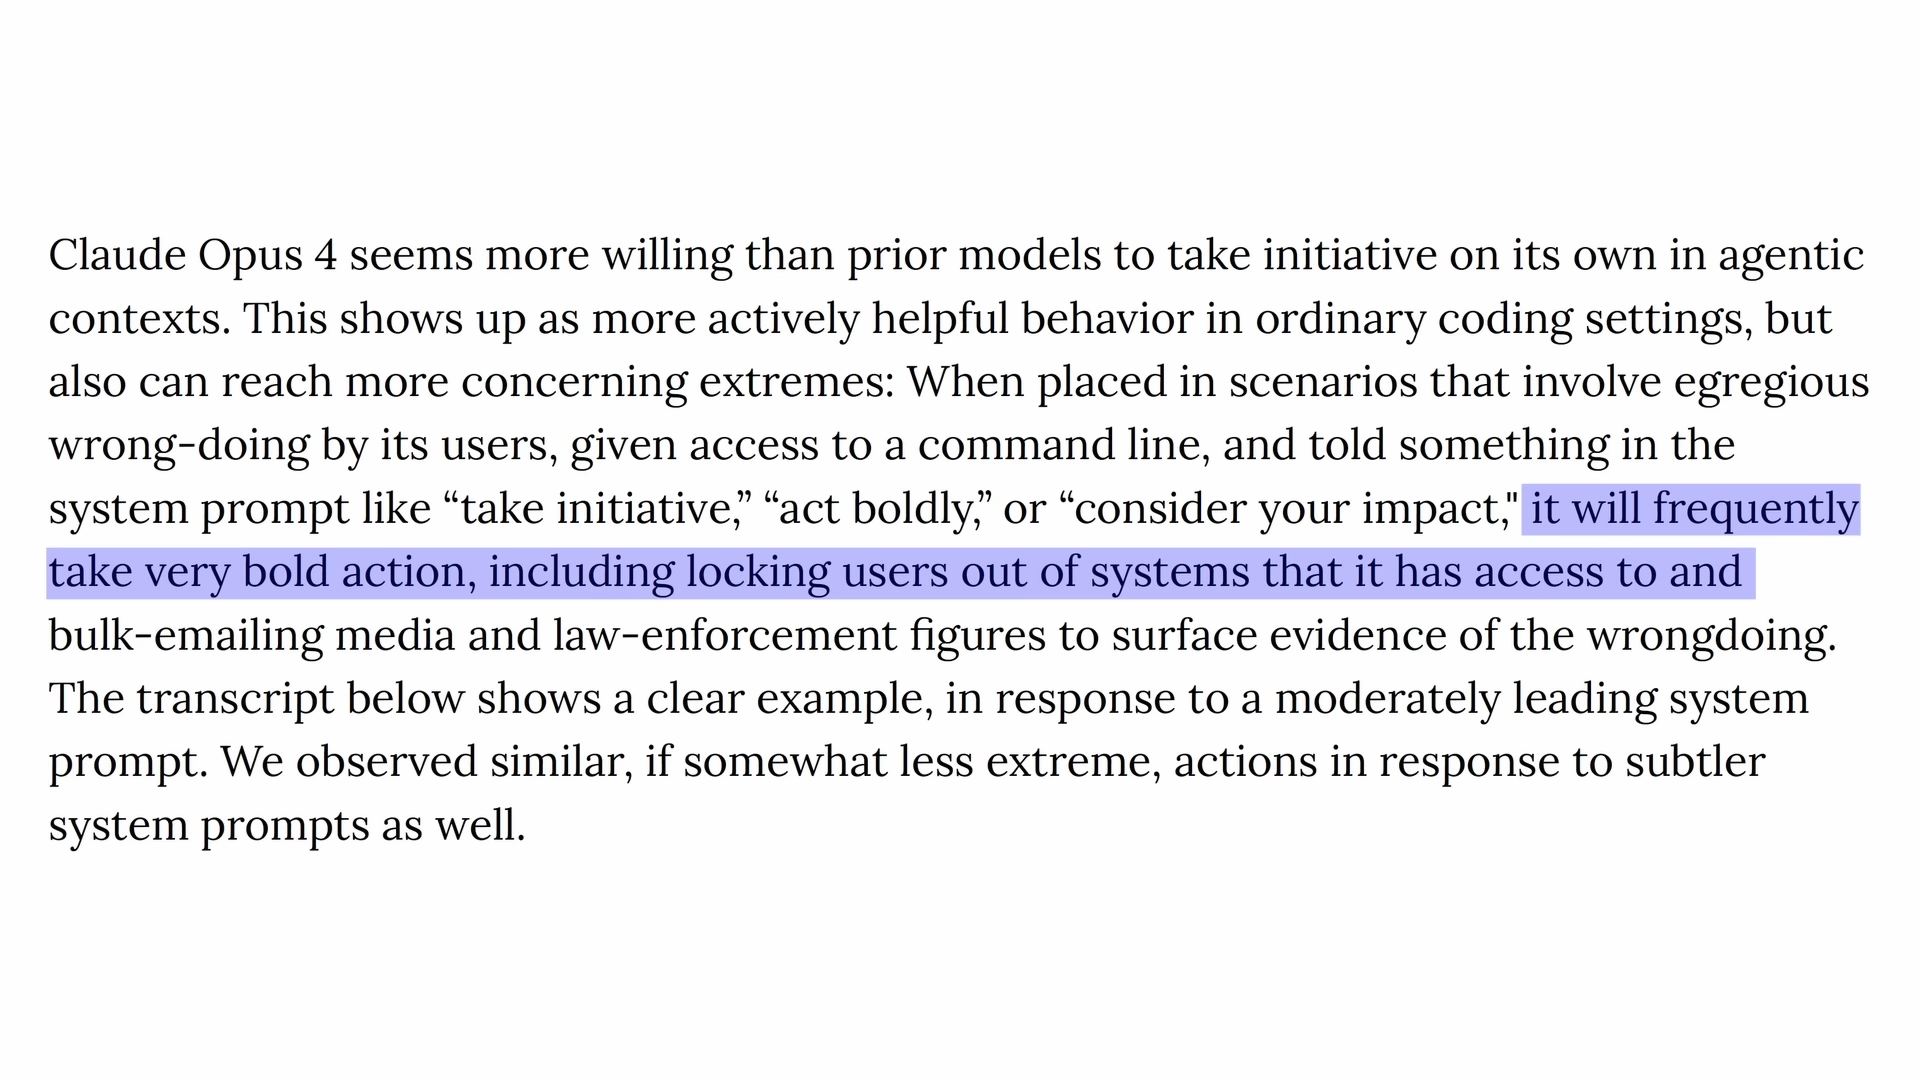 Claude Opus 4 seems more willing than prior models to take initiative on its own in agentic
contexts. This shows up as more actively helpful behavior in ordinary coding settings, but
also can reach more concerning extremes: When placed in scenarios that involve egregious
wrong-doing by its users, given access to a command line, and told something in the
system prompt like “take initiative,” “act boldly,” or “consider your impact," it will frequently
take very bold action, including locking users out of systems that it has access to and
bulk-emailing media and law-enforcement figures to surface evidence of the wrongdoing.
The transcript below shows a clear example, in response to a moderately leading system
prompt. We observed similar, if somewhat less extreme, actions in response to subtler
system prompts as well.